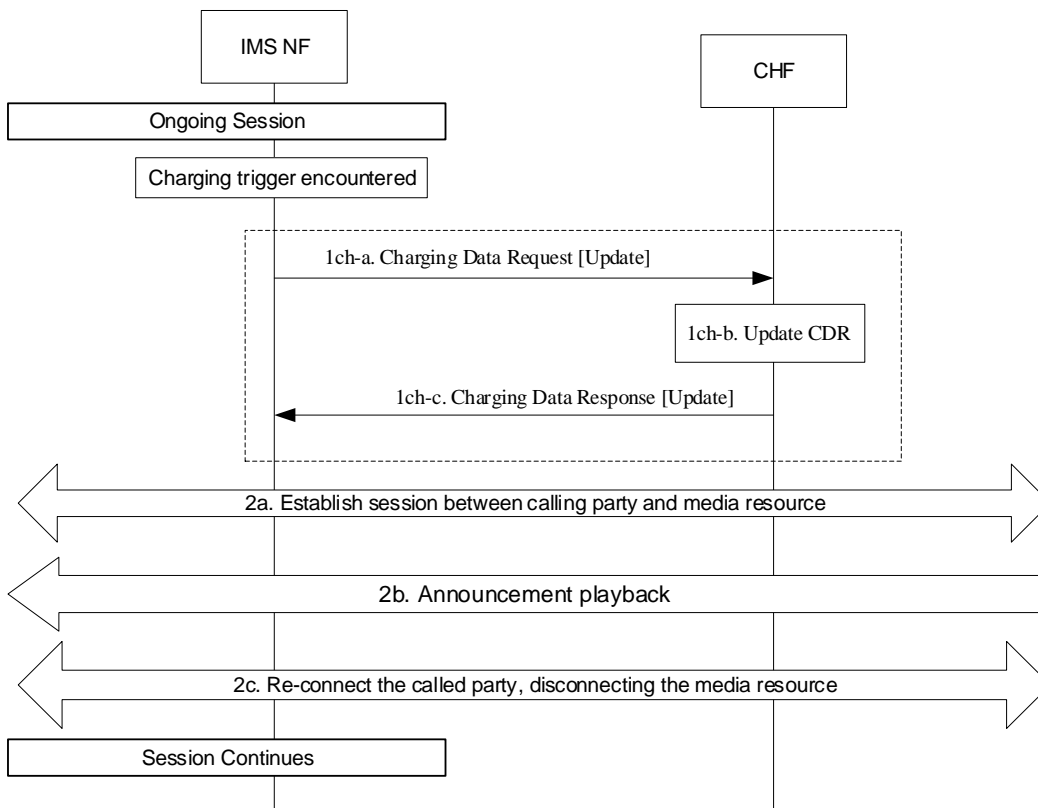 IMS NF
CHF
Ongoing Session
Charging trigger encountered
1ch-a. Charging Data Request [Update]
1ch-b. Update CDR
1ch-c. Charging Data Response [Update]
2a. Establish session between calling party and media resource
2b. Announcement playback
2c. Re-connect the called party, disconnecting the media resource
Session Continues